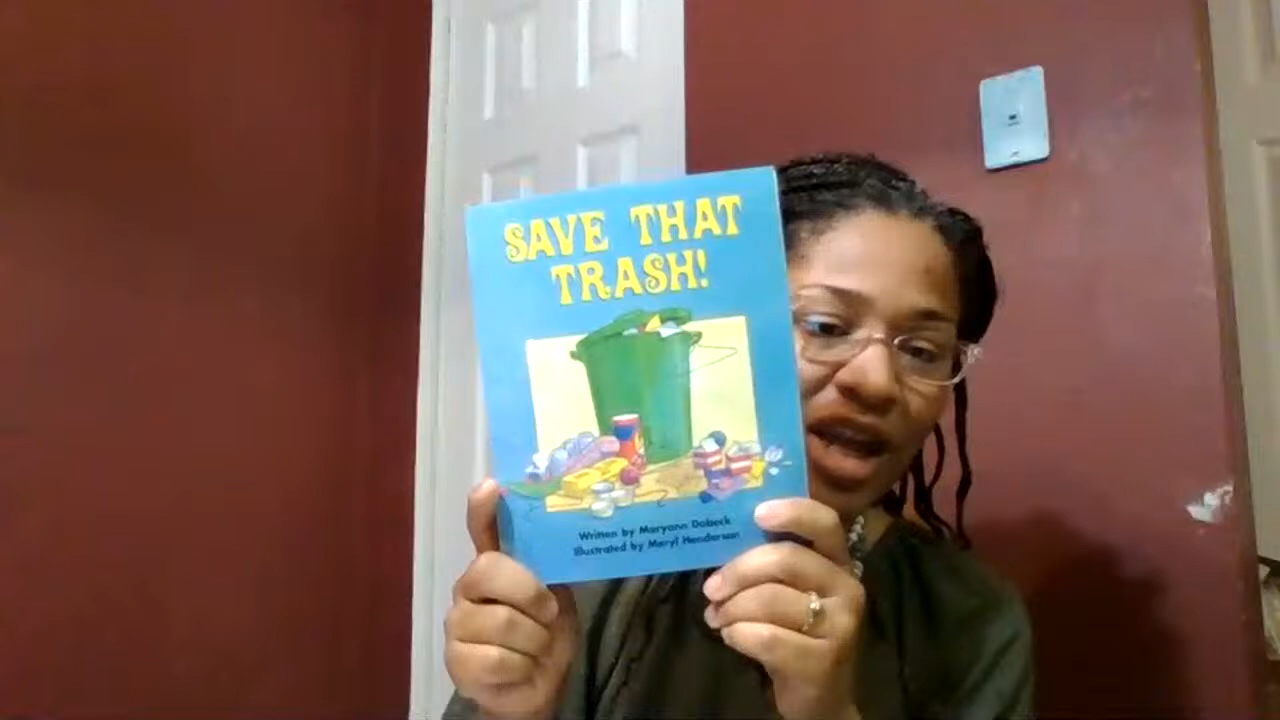 SAVE THAT
TRASH!
Written by Maryann Dobeck
Illustrated by Meryl Henderson